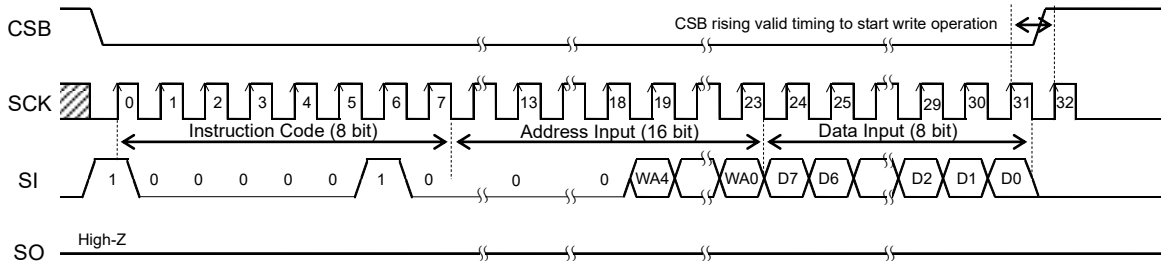 CSB
CSB rising valid timing to start write operation
SCK
0 1 2 3 4 5 6 7 13 18 19 23 24 25 29 30 31 32
Instruction Code (8 bit) Address Input (16 bit) Data Input (8 bit)
SI
1 0 0 0 0 0 1 0 0 0 WA4 WA0 D7 D6 D2 D1 D0
High-Z
SO